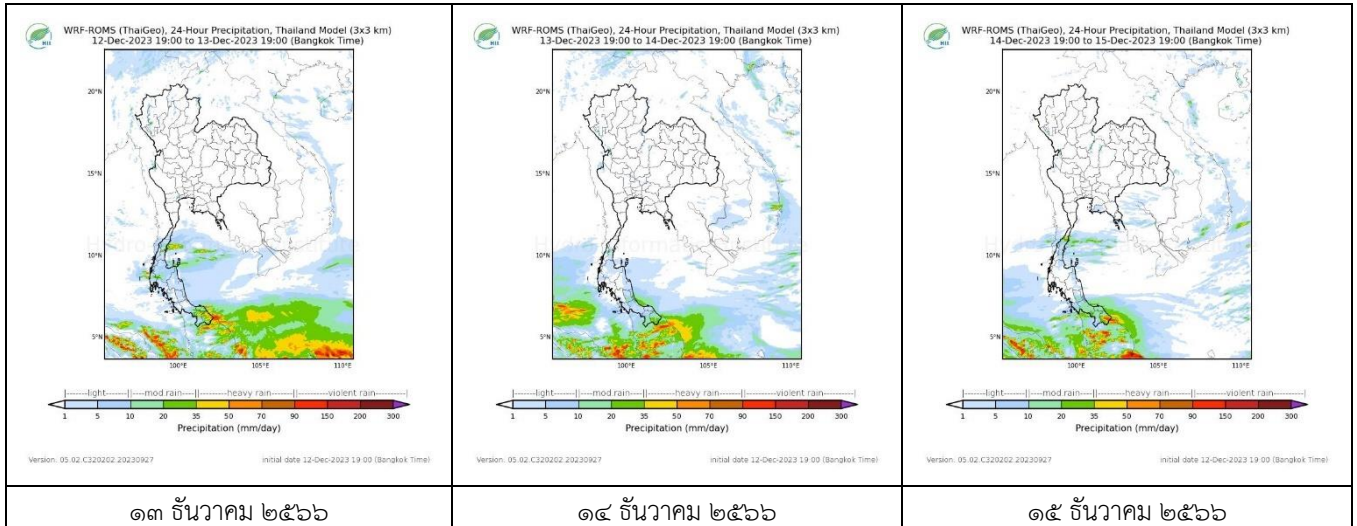 WRF-ROMS (ThaiGeo), 24-Hour Precipitation, Thailand Model (3x3 km)
12-Dec-2023 19:00 to 13-Dec-2023 19:00 (Bangkok Time)
20°N
15°N
10°N
5°N
100°E 105°E 110°E
light mod rain heavy rain violent rain
1 5 10 20 35 50 70 90 150 200 300
Precipitation (mm/day)
Version: 05.02.C320202.20230927 initial date 12-Dec-2023 19:00 (Bangkok Time)
๑๓ ธันวาคม ๒๕๖๖
WRF-ROMS (ThaiGeo), 24-Hour Precipitation, Thailand Model (3x3 km)
13-Dec-2023 19:00 to 14-Dec-2023 19:00 (Bangkok Time)
20°N
15°N
10°N
5°N
100°E 105°E 110°E
light mod rain heavy rain violent rain
1 5 10 20 35 50 70 90 150 200 300
Precipitation (mm/day)
Version: 05.02.C320202.20230927 initial date 12-Dec-2023 19:00 (Bangkok Time)
๑๔ ธันวาคม ๒๕๖๖
WRF-ROMS (ThaiGeo), 24-Hour Precipitation, Thailand Model (3x3 km)
14-Dec-2023 19:00 to 15-Dec-2023 19:00 (Bangkok Time)
20°N
15°N
10°N
5°N
100°E 105°E 110°E
light mod rain heavy rain violent rain
1 5 10 20 35 50 70 90 150 200 300
Precipitation (mm/day)
Version: 05.02.C320202.20230927 initial date 12-Dec-2023 19:00 (Bangkok Time)
๑๕ ธันวาคม ๒๕๖๖